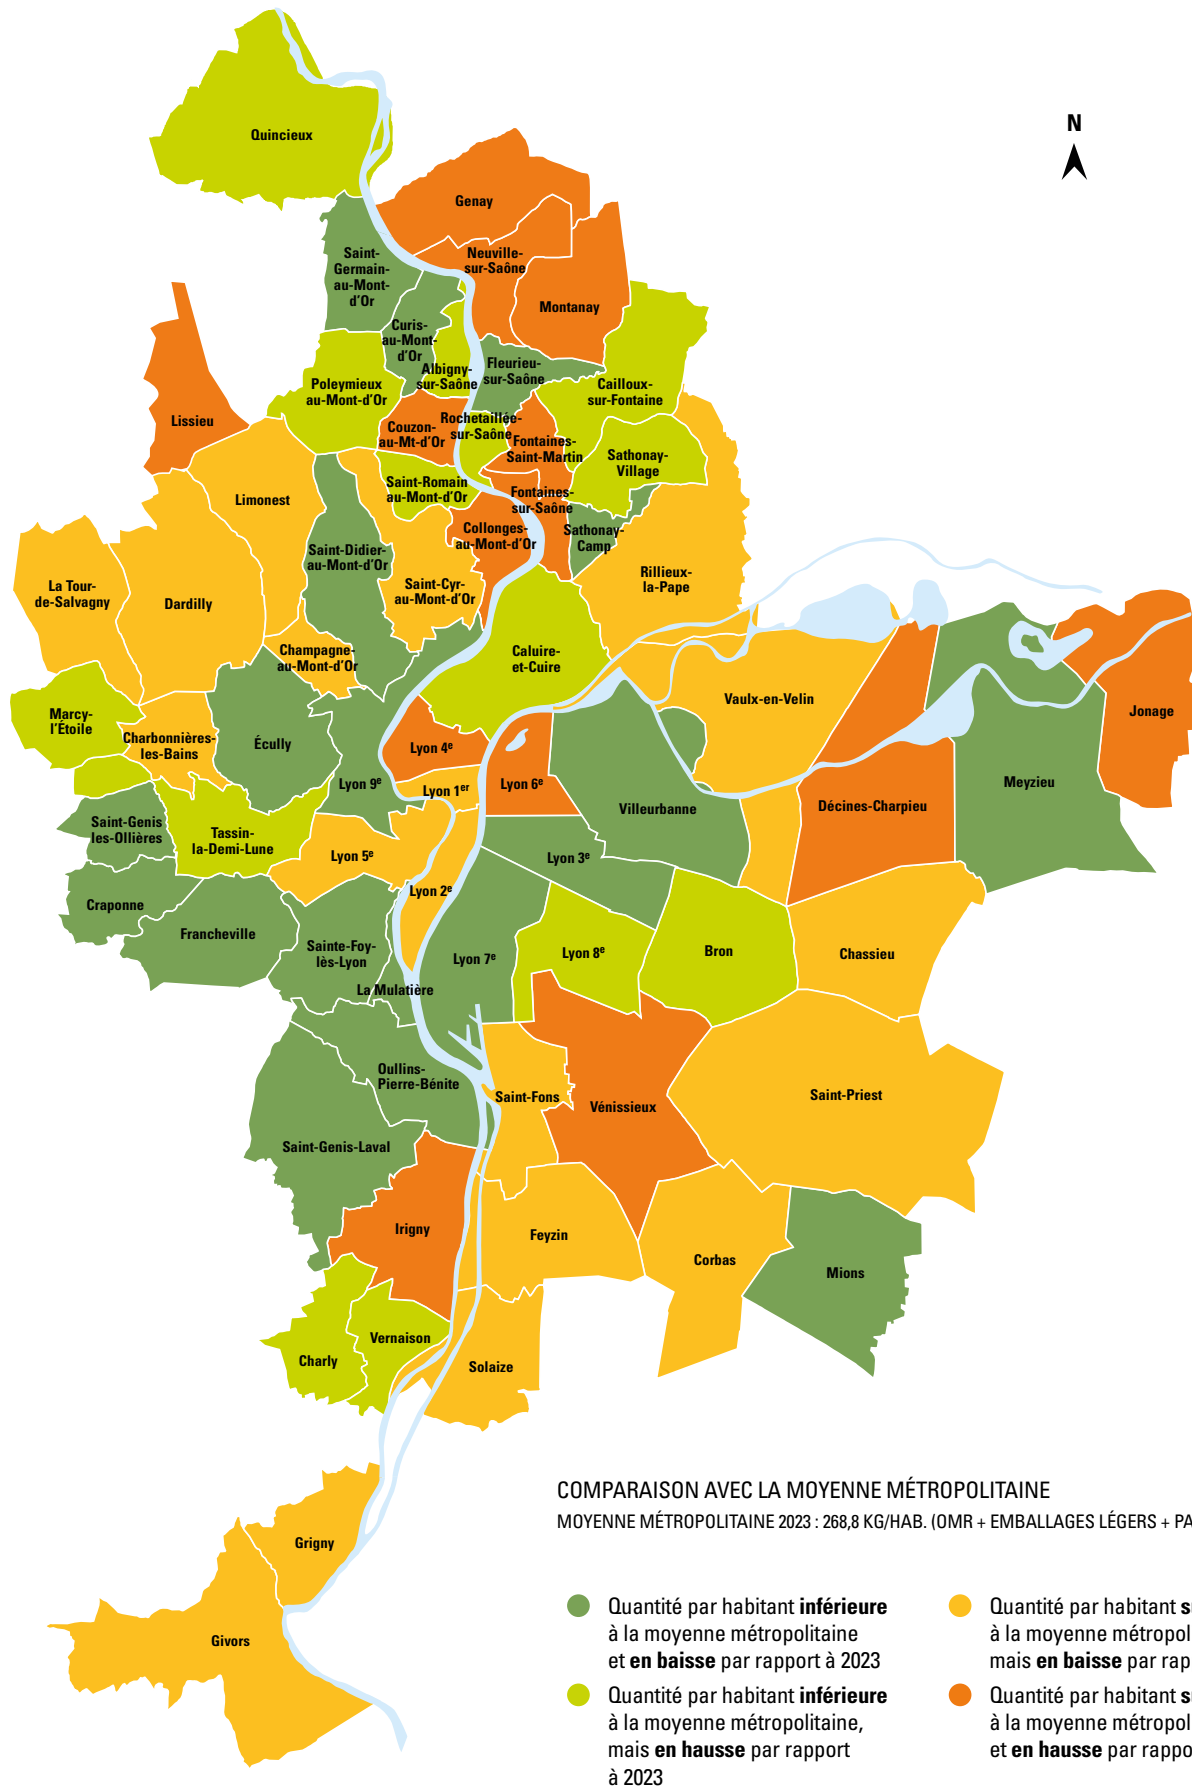 N
Quincieux
Genay
Neuville-
sur-Saône
Saint-
Germain-
au-Mont-
d'Or
Montanay
Curis-
au-Mont-
d'Or
Albigny-
sur-Saône
Fleurieu-
sur-Saône
Poleymieux
au-Mont-d'Or
Cailloux-
sur-Fontaine
Lissieu
Couzon-
au-Mt-d'Or
Rochetaillée-
sur-Saône
Fontaines-
Saint-Martin
Sathonay-
Village
Limonest
Saint-Romain
au-Mont-d'Or
Fontaines-
sur-Saône
Collonges-
au-Mont-d'Or
Sathonay-
Camp
Saint-Didier-
au-Mont-d'Or
Rillieux-
la-Pape
La Tour-
de-Salvagny
Dardilly
Saint-Cyr-
au-Mont-d'Or
Champagne-
au-Mont-d'Or
Caluire-
et-Cuire
Vaulx-en-Velin
Jonage
Marcy-
l'Étoile
Charbonnières-
les-Bains
Écully
Lyon 4e
Meyzieu
Lyon 9e
Lyon 1er
Lyon 6e
Villeurbanne
Décines-Charpieu
Saint-Genis
les-Ollières
Tassin-
la-Demi-Lune
Lyon 5e
Lyon 3e
Lyon 2e
Craponne
Francheville
Sainte-Foy-
lès-Lyon
Lyon 7e
Lyon 8e
Bron
Chassieu
La Mulatière
Oullins-
Pierre-Bénite
Saint-Fons
Vénissieux
Saint-Priest
Saint-Genis-Laval
Irigny
Feyzin
Corbas
Mions
Vernaison
Charly
Solaize
Grigny
Givors
COMPARAISON AVEC LA MOYENNE MÉTROPOLITAINE
MOYENNE MÉTROPOLITAINE 2023 : 268,8 KG/HAB. (OMR + EMBALLAGES LÉGERS + PA
Quantité par habitant inférieure
à la moyenne métropolitaine
et en baisse par rapport à 2023
Quantité par habitant inférieure
à la moyenne métropolitaine,
mais en hausse par rapport
à 2023
Quantité par habitant s
à la moyenne métropol
mais en baisse par rap
Quantité par habitant s
à la moyenne métropol
et en hausse par rappo